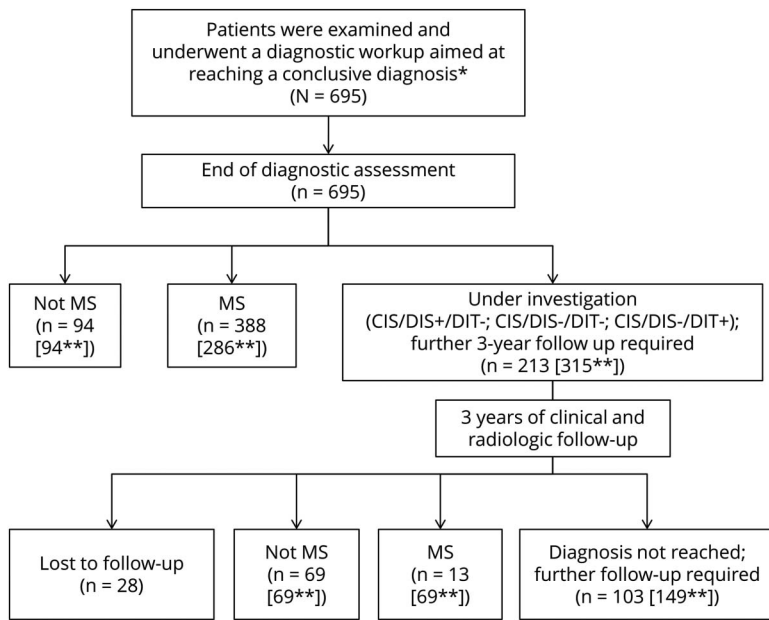 Patients were examined and
underwent a diagnostic workup aimed at
reaching a conclusive diagnosis*
(N = 695)
End of diagnostic assessment
(n = 695)
Not MS
(n = 94
[94**])
MS
(n = 388
[286**])
Under investigation
(CIS/DIS+/DIT-; CIS/DIS-/DIT-; CIS/DIS-/DIT+);
further 3-year follow up required
(n = 213 [315**])
3 years of clinical and
radiologic follow-up
Lost to follow-up
(n = 28)
Not MS
(n = 69
[69**])
MS
(n = 13
[69**])
Diagnosis not reached;
further follow-up required
(n = 103 [149**])